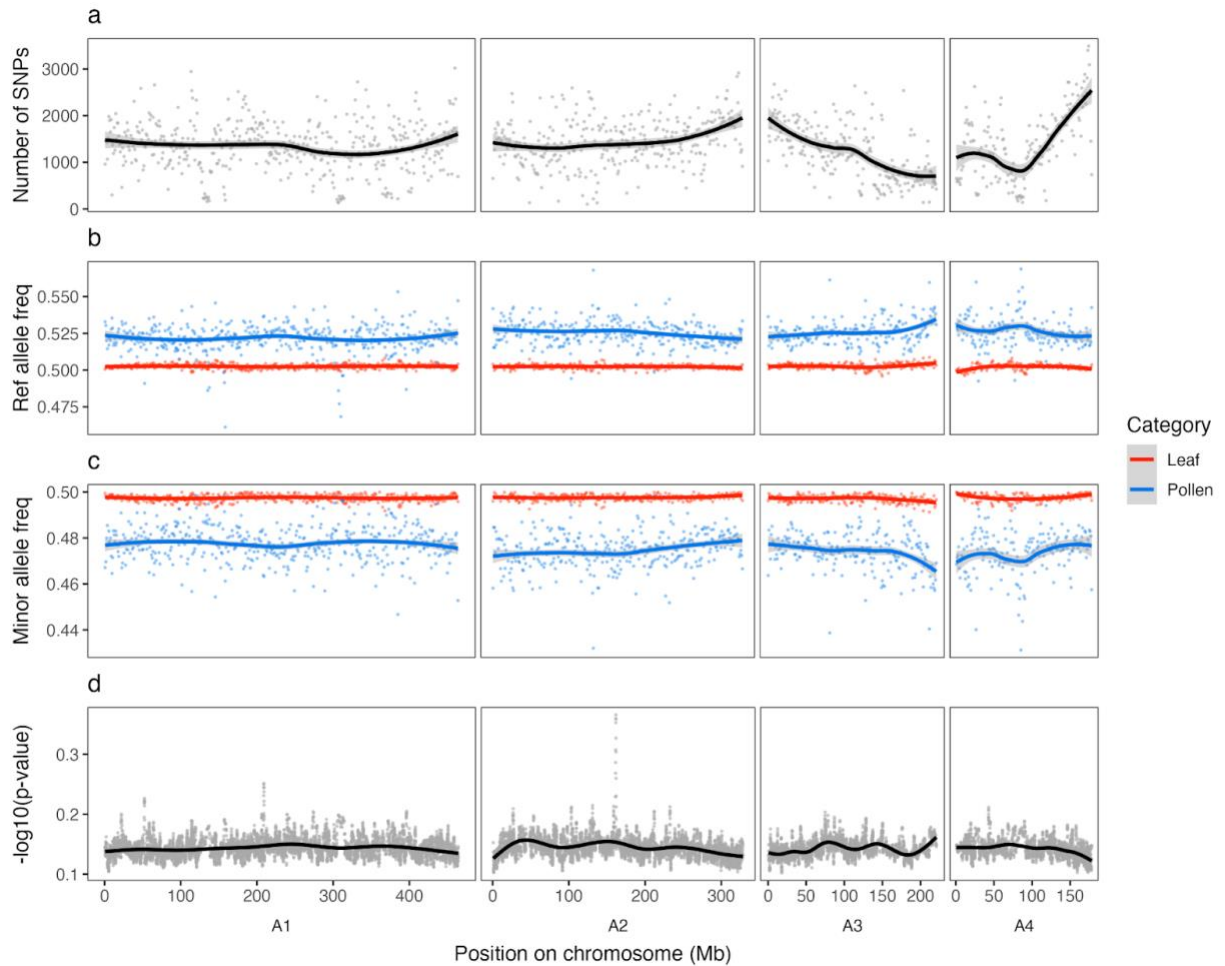 a
Number of SNPs
3000
2000
1000
0
b
Ref allele freq
0.550
0.525
0.500
0.475
c
Minor allele freq
0.50
0.48
0.46
0.44
Category
Leaf
Pollen
d
-log10(p-value)
0.3
0.2
0.1
0 100 200 300 400 0 100 200 300 0 50 100 150 200 0 50 100 150
A1 A2 A3 A4
Position on chromosome (Mb)